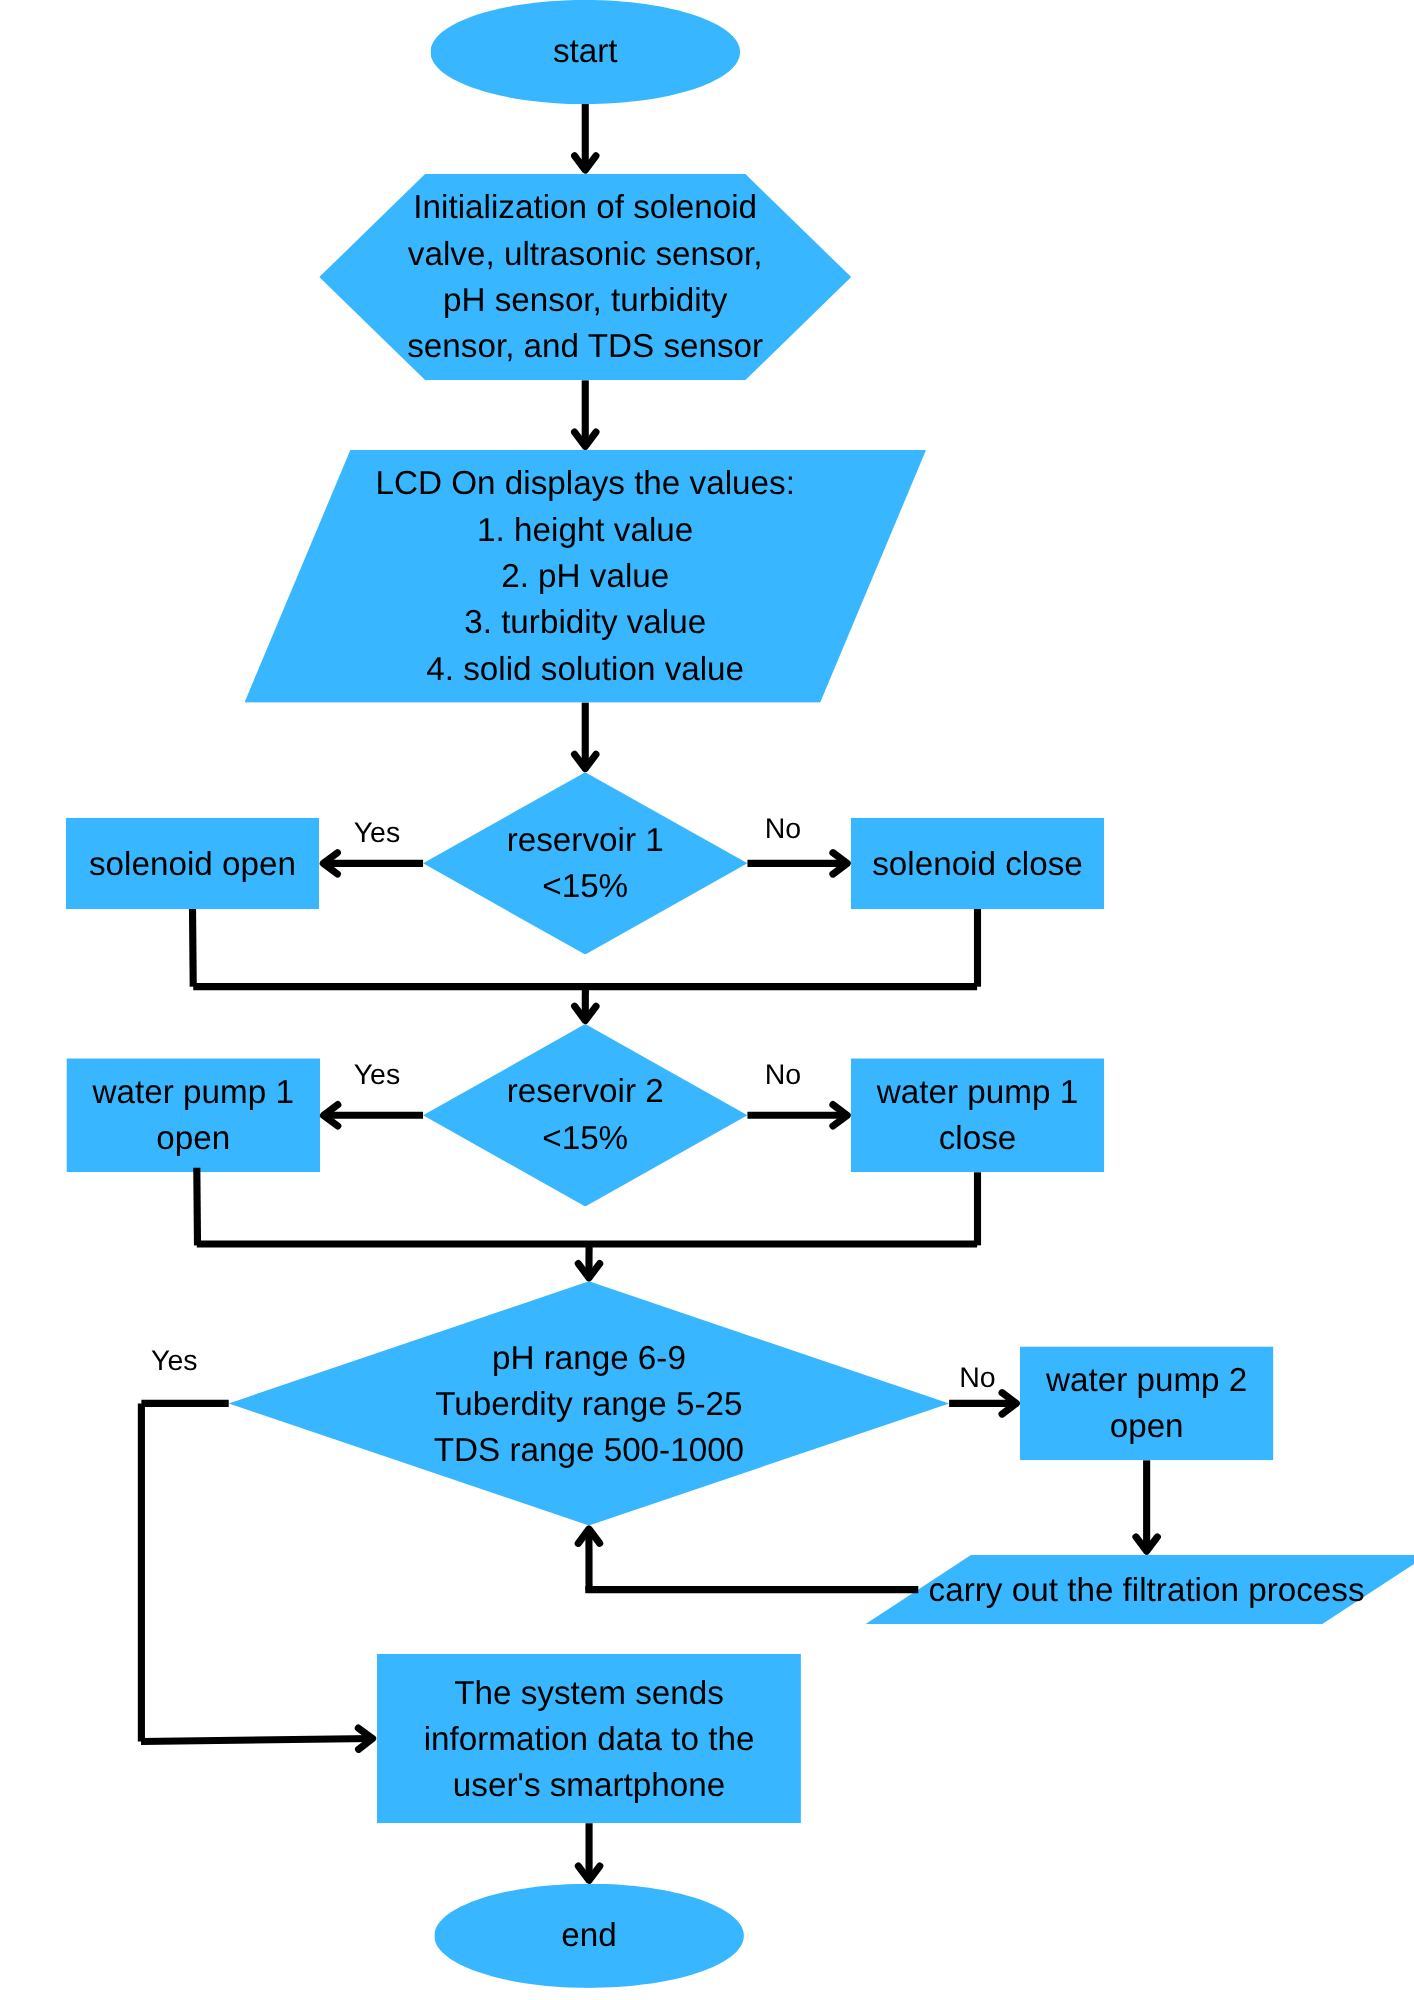 start
Initialization of solenoid
valve, ultrasonic sensor,
pH sensor, turbidity
sensor, and TDS sensor
LCD On displays the values:
1. height value
2. pH value
3. turbidity value
4. solid solution value
Yes
No
solenoid open
reservoir 1
<15%
solenoid close
Yes
No
water pump 1
open
reservoir 2
<15%
water pump 1
close
Yes
pH range 6-9
Tuberdity range 5-25
TDS range 500-1000
No
water pump 2
open
carry out the filtration process
The system sends
information data to the
user's smartphone
end